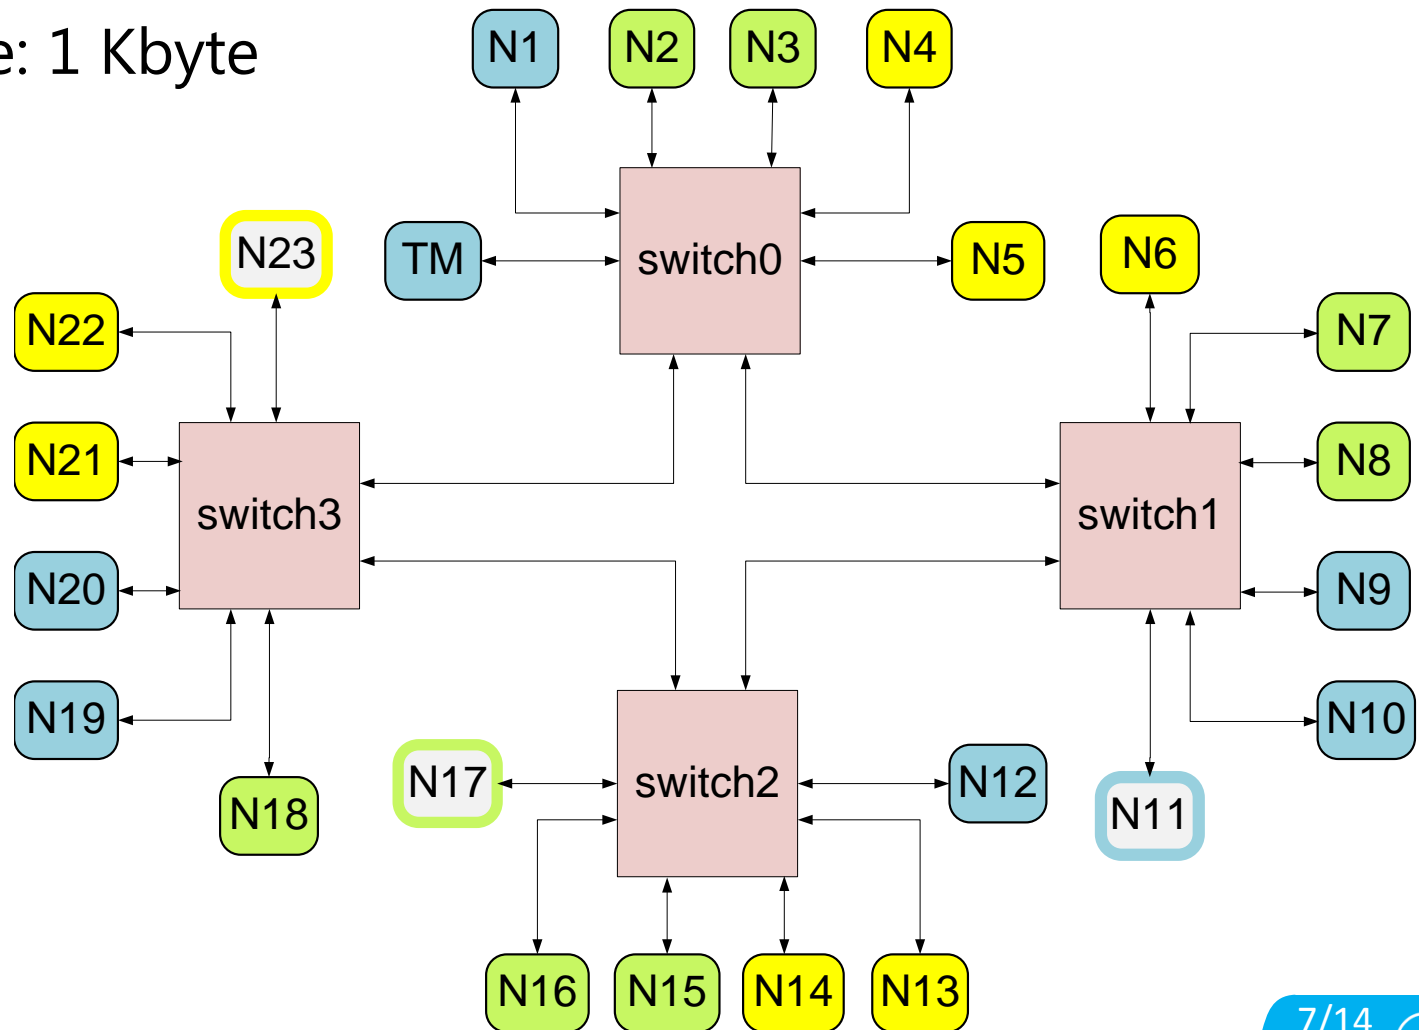 e: 1 Kbyte
N1 N2 N3 N4
N23 TM switch0 N5 N6
N22 N7
N21 N8
switch3 switch1
N20 N9
N19 N10
N17 switch2 N12
N18 N11
N16 N15 N14 N13
7/14